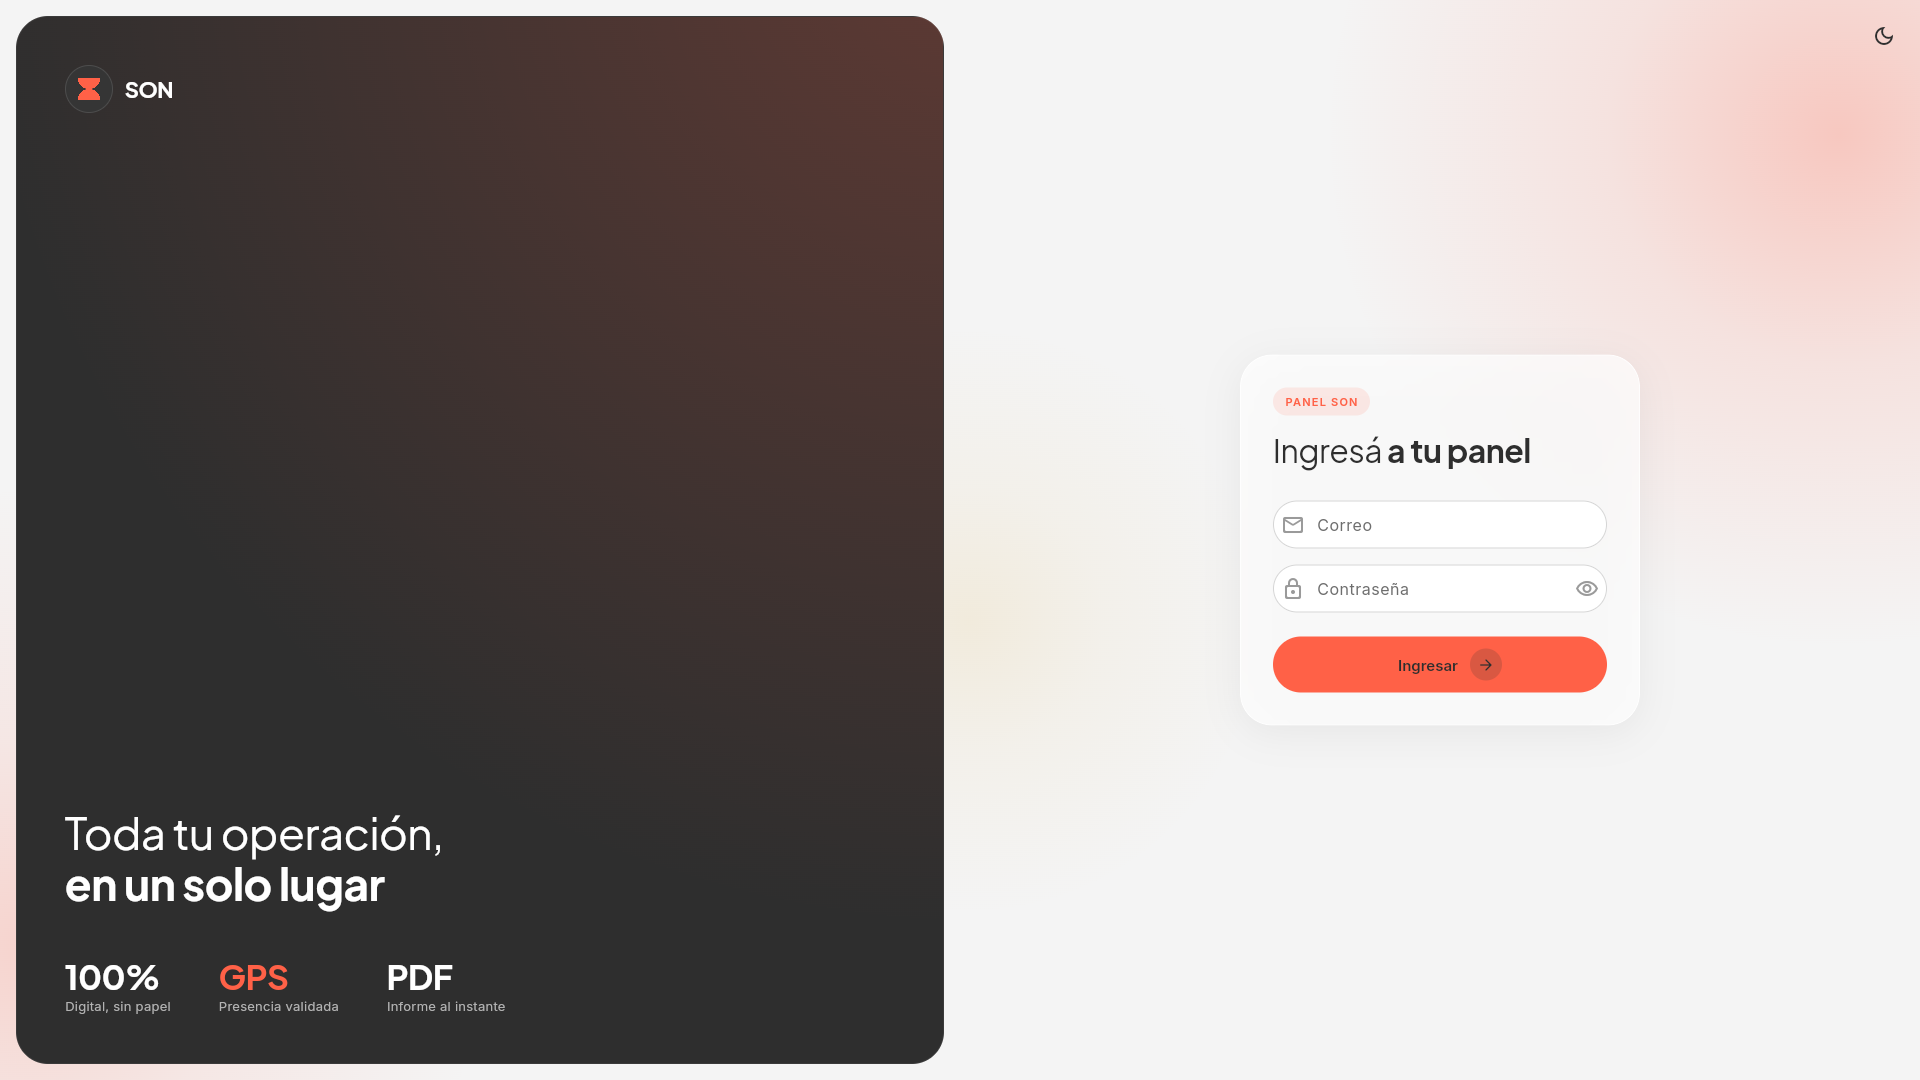 SON
Toda tu operación,
en un solo lugar
100%
Digital, sin papel
GPS
Presencia validada
PDF
Informe al instante
PANEL SON
Ingresá a tu panel
Correo
Contraseña
Ingresar